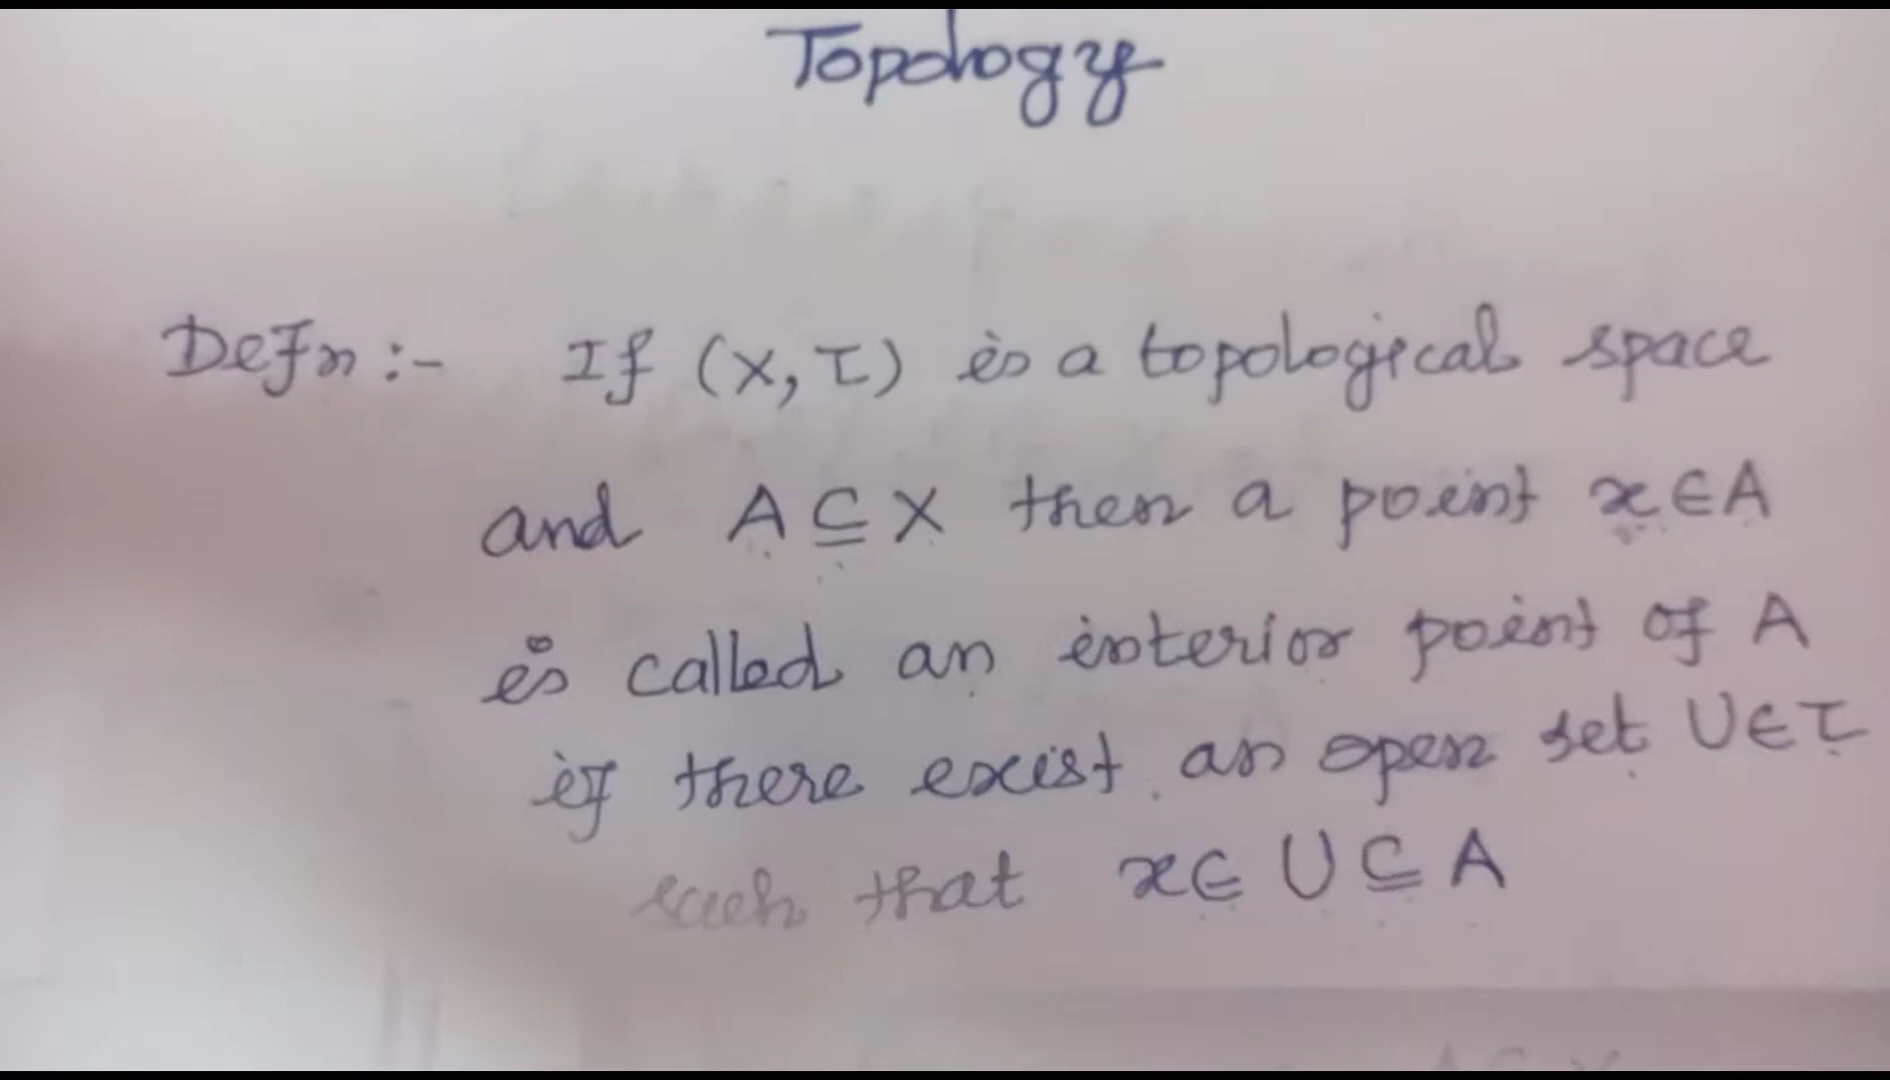 Topology
Defn :- If (X, τ) is a topological space
and A ⊆ X then a point x ∈ A
is called an interior point of A
if there exist an open set U ∈ τ
such that x ∈ U ⊆ A